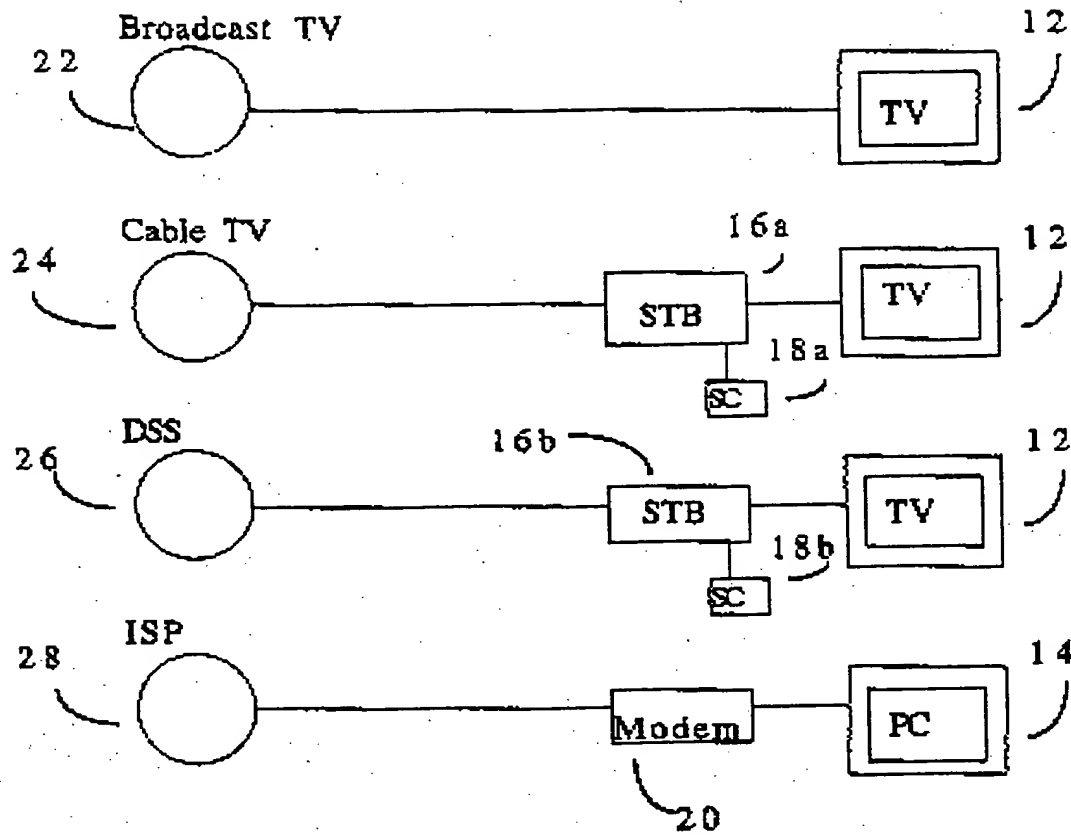 Broadcast TV
22
12
TV
Cable TV
24
16a
12
STB
TV
18a
SC
DSS
26
16b
12
STB
TV
18b
SC
ISP
28
14
Modem
PC
20